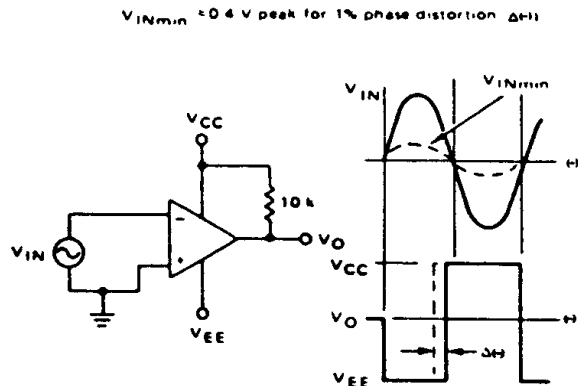 VINmin ≈ 0.4 V peak for 1% phase distortion ΔΘ
VCC
10 k
VIN
−
+
VO
VEE
VIN
VINmin
Θ
VCC
VO
Θ
ΔΘ
VEE